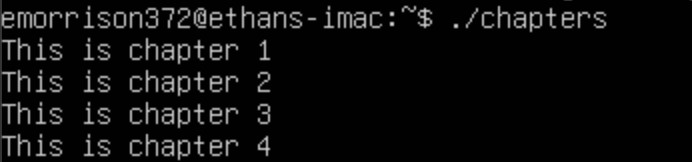 emorrison372@ethans-imac:~$ ./chapters
This is chapter 1
This is chapter 2
This is chapter 3
This is chapter 4